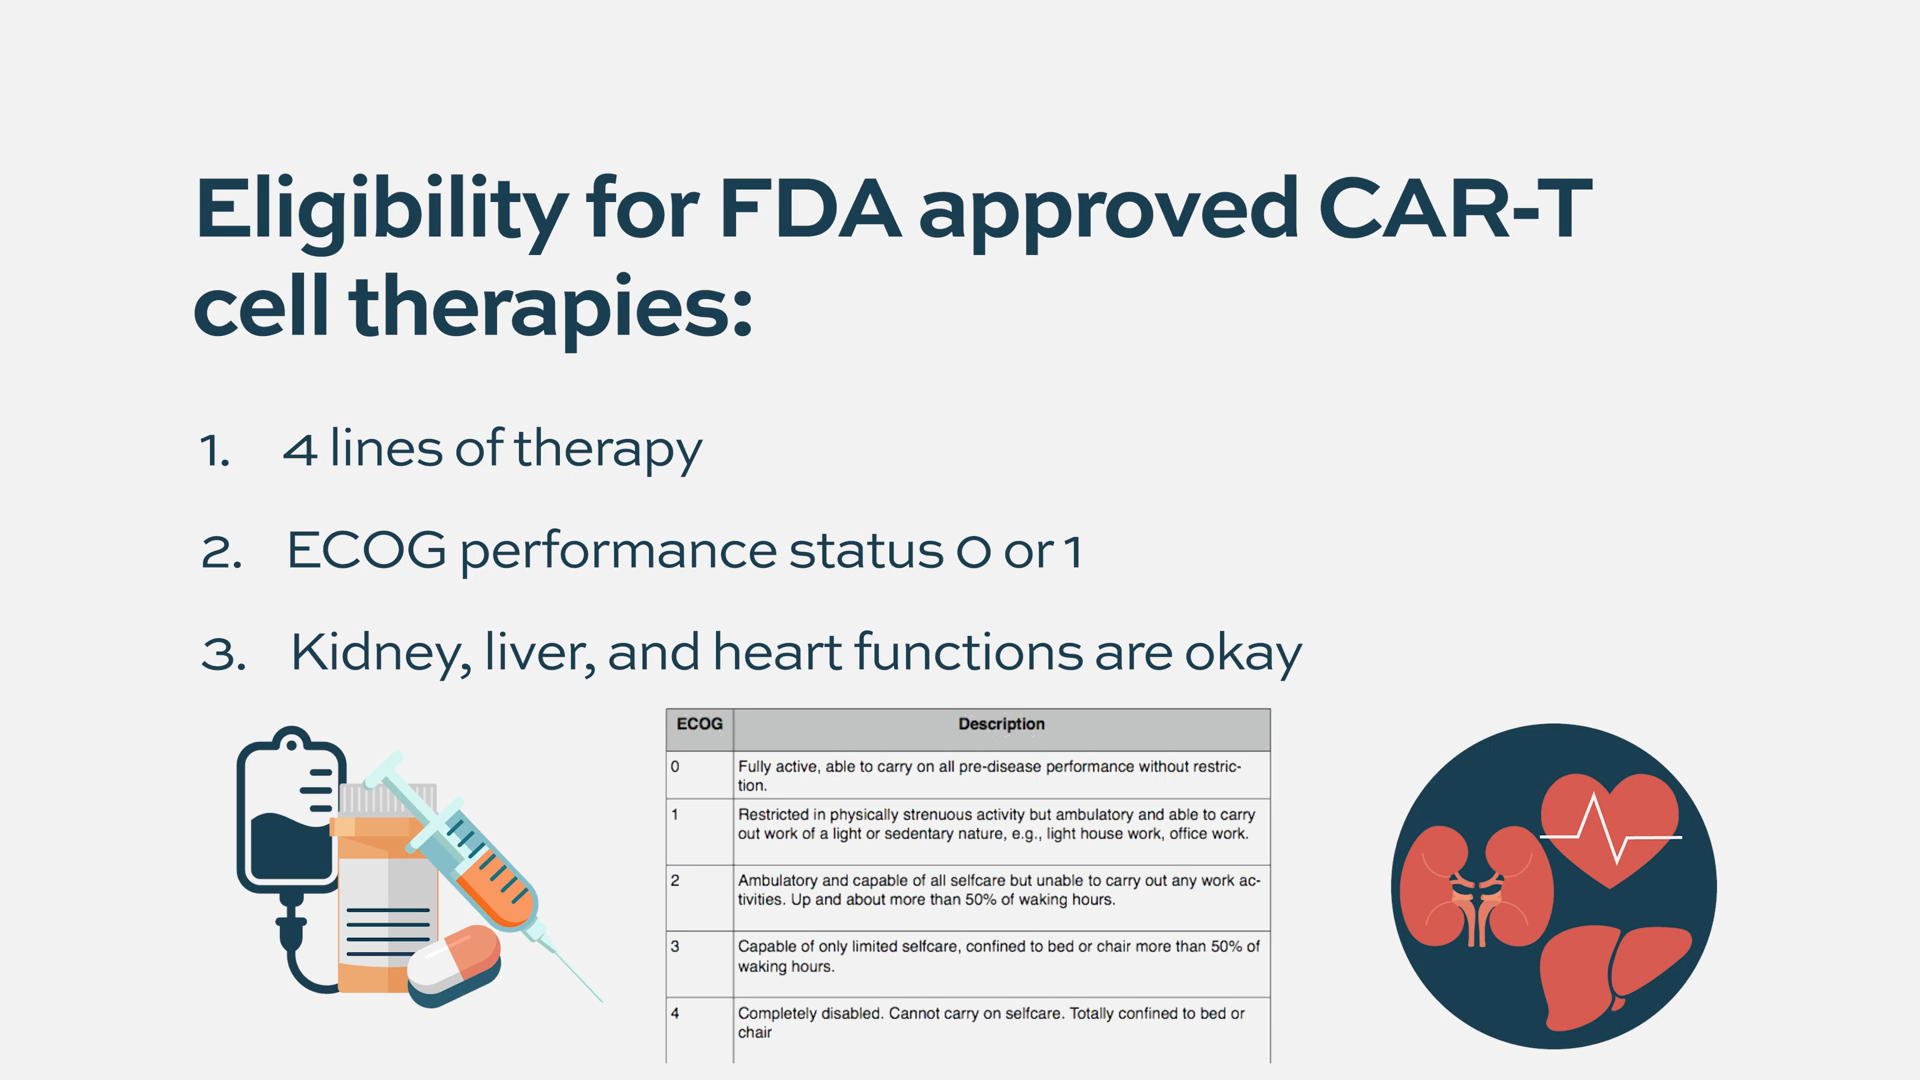 Eligibility for FDA approved CAR-T
cell therapies:
1. 4 lines of therapy
2. ECOG performance status 0 or 1
3. Kidney, liver, and heart functions are okay
ECOG Description
0 Fully active, able to carry on all pre-disease performance without restric-
tion.
1 Restricted in physically strenuous activity but ambulatory and able to carry
out work of a light or sedentary nature, e.g., light house work, office work.
2 Ambulatory and capable of all selfcare but unable to carry out any work ac-
tivities. Up and about more than 50% of waking hours.
3 Capable of only limited selfcare, confined to bed or chair more than 50% of
waking hours.
4 Completely disabled. Cannot carry on selfcare. Totally confined to bed or
chair